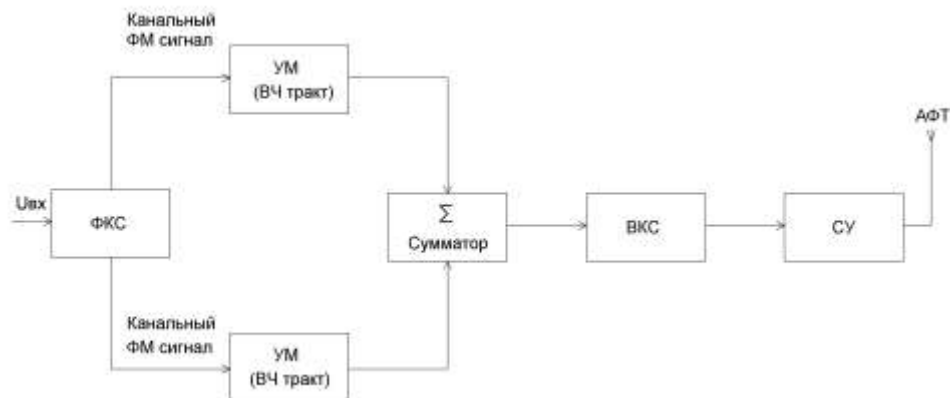 Канальный
ФМ сигнал
УМ
(ВЧ тракт)
АФТ
Uвх
ФКС
Σ
Сумматор
ВКС
СУ
Канальный
ФМ сигнал
УМ
(ВЧ тракт)